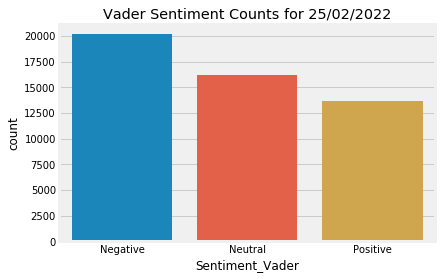 Vader Sentiment Counts for 25/02/2022
20000
17500
15000
12500
10000
7500
5000
2500
0
count
Negative Neutral Positive
Sentiment_Vader